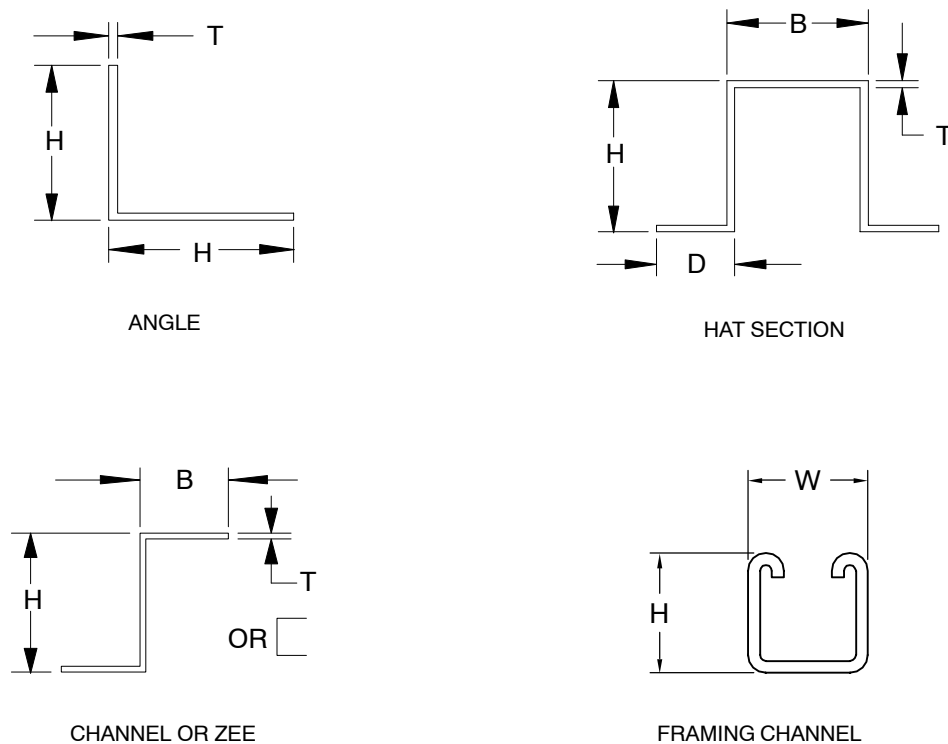 T
H
H
ANGLE
B
H
T
D
HAT SECTION
B
H
T
OR
CHANNEL OR ZEE
W
H
FRAMING CHANNEL